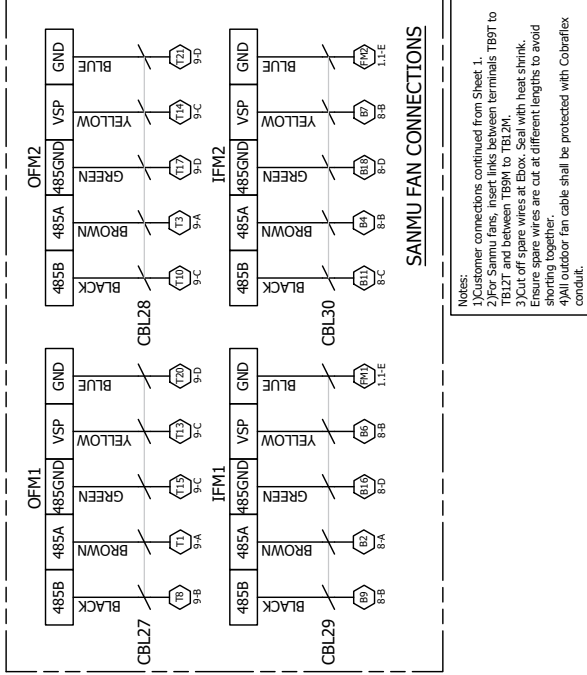 OFM1
485B 485A 485GND VSP GND
BLACK BROWN GREEN YELLOW BLUE
CBL27
T8 T1 T15 T13 T20
9-B 9-A 9-C 9-C 9-D
OFM2
485B 485A 485GND VSP GND
BLACK BROWN GREEN YELLOW BLUE
CBL28
T10 T3 T17 T14 T21
9-C 9-A 9-D 9-C 9-D
IFM1
485B 485A 485GND VSP GND
BLACK BROWN GREEN YELLOW BLUE
CBL29
B9 B2 B16 B6 FM1
8-B 8-A 8-D 8-B 1.1-E
IFM2
485B 485A 485GND VSP GND
BLACK BROWN GREEN YELLOW BLUE
CBL30
B11 B4 B18 B7 FM2
8-C 8-B 8-D 8-B 1.1-E
SANMU FAN CONNECTIONS
Notes:
1)Customer connections continued from Sheet 1.
2)For Sanmu fans, insert links between terminals TB9T to
TB12T and between TB9M to TB12M.
3)Cut off spare wires at Ebox. Seal with heat shrink.
Ensure spare wires are cut at different lengths to avoid
shorting together.
4)All outdoor fan cable shall be protected with Cobraflex
conduit.